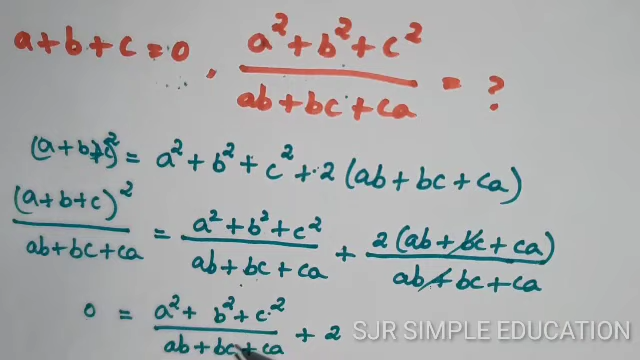 a+b+c=0, (a²+b²+c²)/(ab+bc+ca) = ?
(a+b+c)² = a²+b²+c²+2(ab+bc+ca)
(a+b+c)²/(ab+bc+ca) = (a²+b²+c²)/(ab+bc+ca) + 2(ab+bc+ca)/(ab+bc+ca)
0 = (a²+b²+c²)/(ab+bc+ca) + 2
SJR SIMPLE EDUCATION